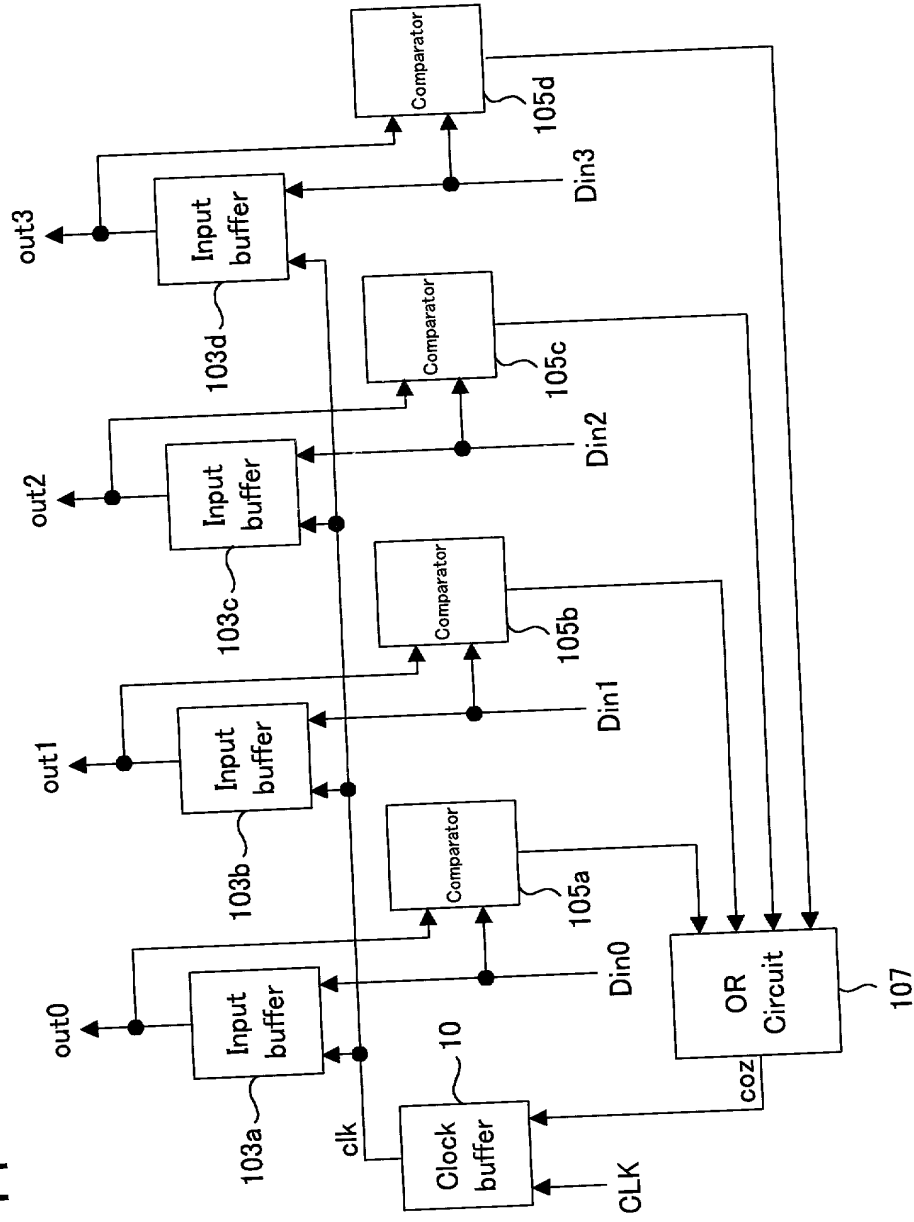 out0
out1
out2
out3
Input
buffer
103a
Input
buffer
103b
Input
buffer
103c
Input
buffer
103d
clk
Comparator
105a
Comparator
105b
Comparator
105c
Comparator
105d
Din0
Din1
Din2
Din3
Clock
buffer
10
CLK
coz
OR
Circuit
107